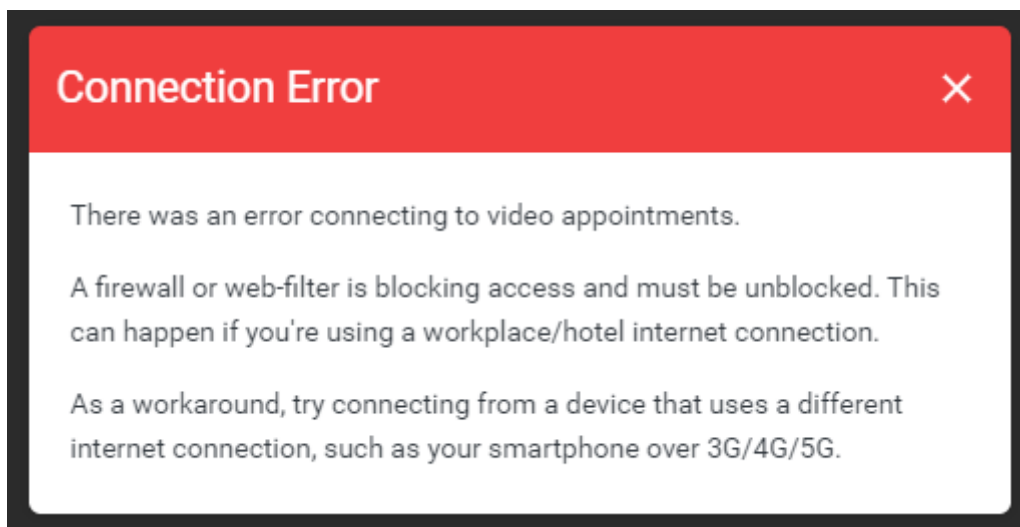 Connection Error
There was an error connecting to video appointments.
A firewall or web-filter is blocking access and must be unblocked. This
can happen if you're using a workplace/hotel internet connection.
As a workaround, try connecting from a device that uses a different
internet connection, such as your smartphone over 3G/4G/5G.